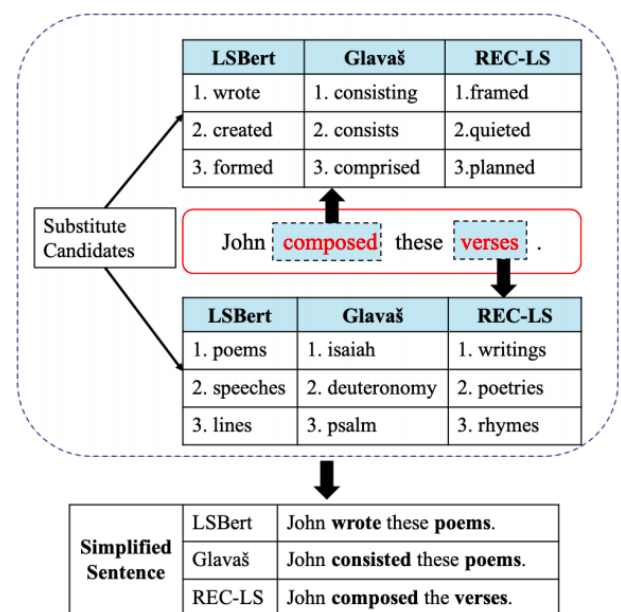 LSBert Glavaš REC-LS
1. wrote 1. consisting 1.framed
2. created 2. consists 2.quieted
3. formed 3. comprised 3.planned
Substitute
Candidates
John composed these verses .
LSBert Glavaš REC-LS
1. poems 1. isaiah 1. writings
2. speeches 2. deuteronomy 2. poetries
3. lines 3. psalm 3. rhymes
Simplified
Sentence
LSBert John wrote these poems.
Glavaš John consisted these poems.
REC-LS John composed the verses.